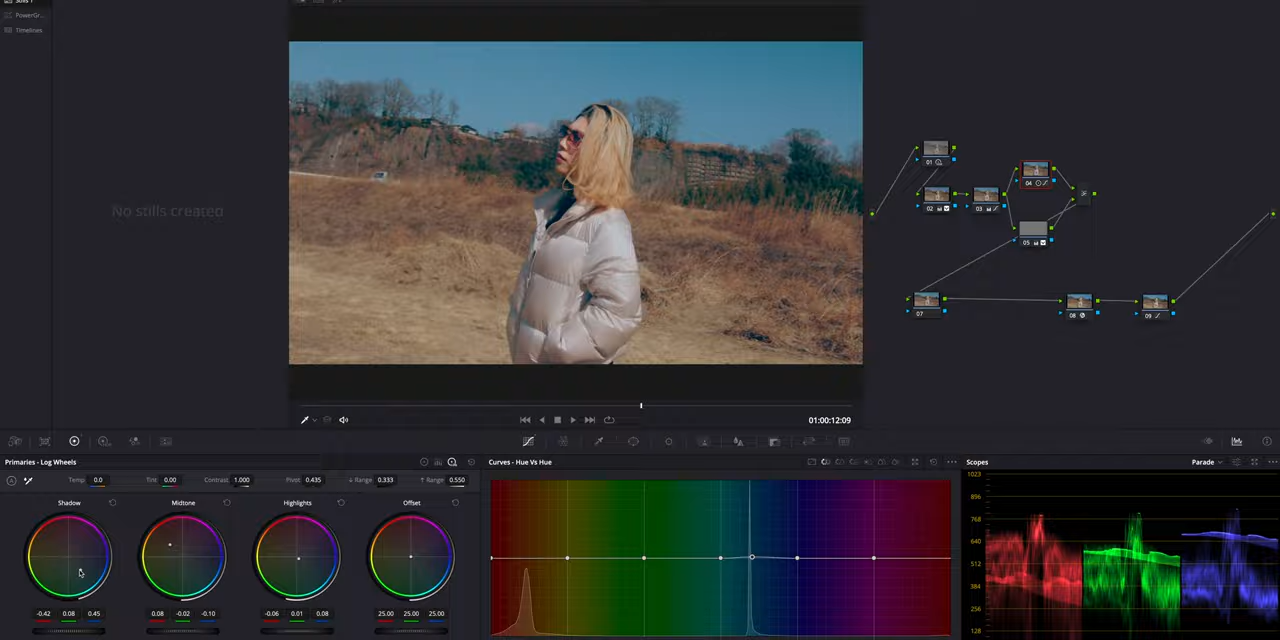 Stills 1
PowerGr...
Timelines
No stills created
01
02
03
04
05
07
08
09
01:00:12:09
Primaries - Log Wheels
Curves - Hue Vs Hue
Scopes
Parade
Temp 0.0 Tint 0.00 Contrast 1.000 Pivot 0.435 ↓ Range 0.333 ↑ Range 0.550
Shadow Midtone Highlights Offset
-0.42 0.08 0.45
0.08 -0.02 -0.10
-0.06 0.01 0.08
25.00 25.00 25.00
1023
896
768
640
512
384
256
128